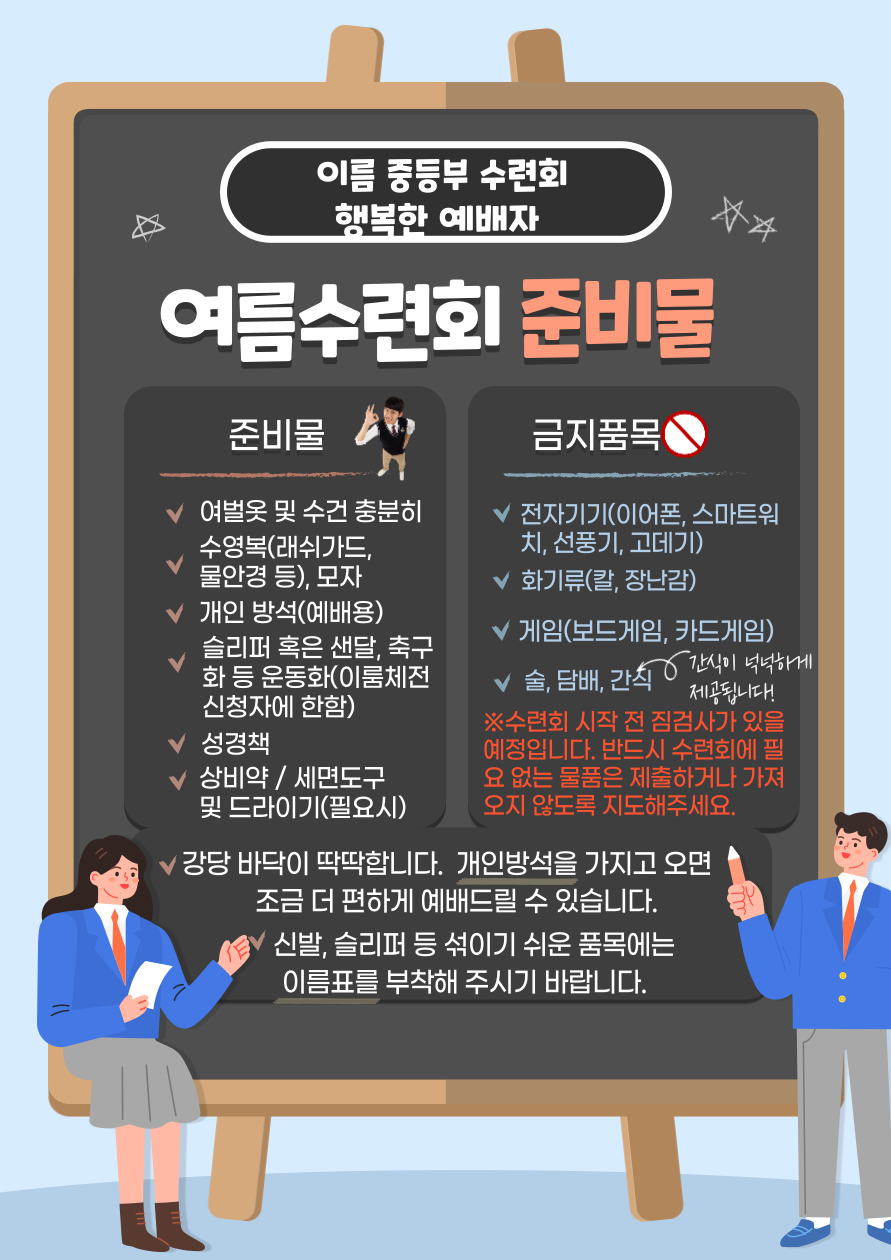 이름 중등부 수련회
행복한 예배자
여름수련회 준비물
준비물
여벌옷 및 수건 충분히
수영복(래쉬가드,
물안경 등), 모자
개인 방석(예배용)
슬리퍼 혹은 샌달, 축구
화 등 운동화(이룸체전
신청자에 한함)
성경책
상비약 / 세면도구
및 드라이기(필요시)
금지품목
전자기기(이어폰, 스마트워
치, 선풍기, 고데기)
화기류(칼, 장난감)
게임(보드게임, 카드게임)
술, 담배, 간식
간식이 넉넉하게
제공됩니다!
※수련회 시작 전 짐검사가 있을
예정입니다. 반드시 수련회에 필
요 없는 물품은 제출하거나 가져
오지 않도록 지도해주세요.
강당 바닥이 딱딱합니다. 개인방석을 가지고 오면
조금 더 편하게 예배드릴 수 있습니다.
신발, 슬리퍼 등 섞이기 쉬운 품목에는
이름표를 부착해 주시기 바랍니다.